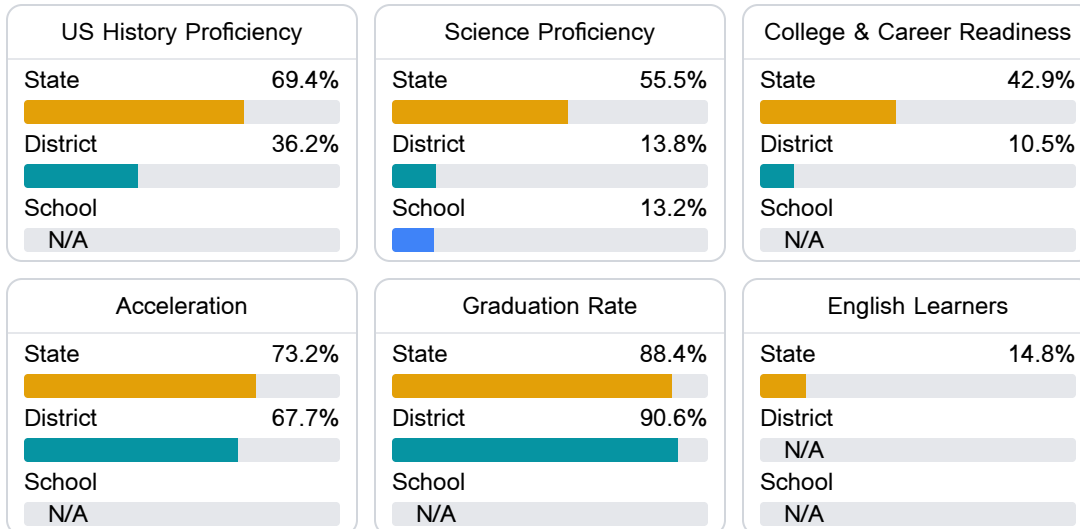 US History Proficiency
State 69.4%
District 36.2%
School
N/A
Science Proficiency
State 55.5%
District 13.8%
School 13.2%
College & Career Readiness
State 42.9%
District 10.5%
School
N/A
Acceleration
State 73.2%
District 67.7%
School
N/A
Graduation Rate
State 88.4%
District 90.6%
School
N/A
English Learners
State 14.8%
District
N/A
School
N/A